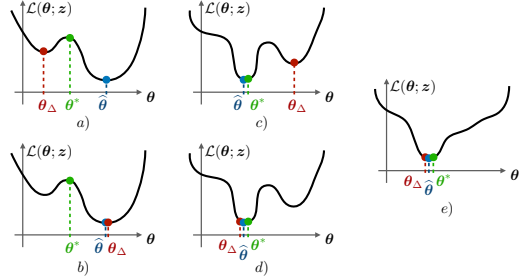 𝓛(θ; z)
θ_Δ θ* θ̂ θ
a)
𝓛(θ; z)
θ̂ θ* θ_Δ θ
c)
𝓛(θ; z)
θ_Δ θ̂ θ* θ
e)
𝓛(θ; z)
θ* θ̂ θ_Δ θ
b)
𝓛(θ; z)
θ_Δ θ̂ θ* θ
d)